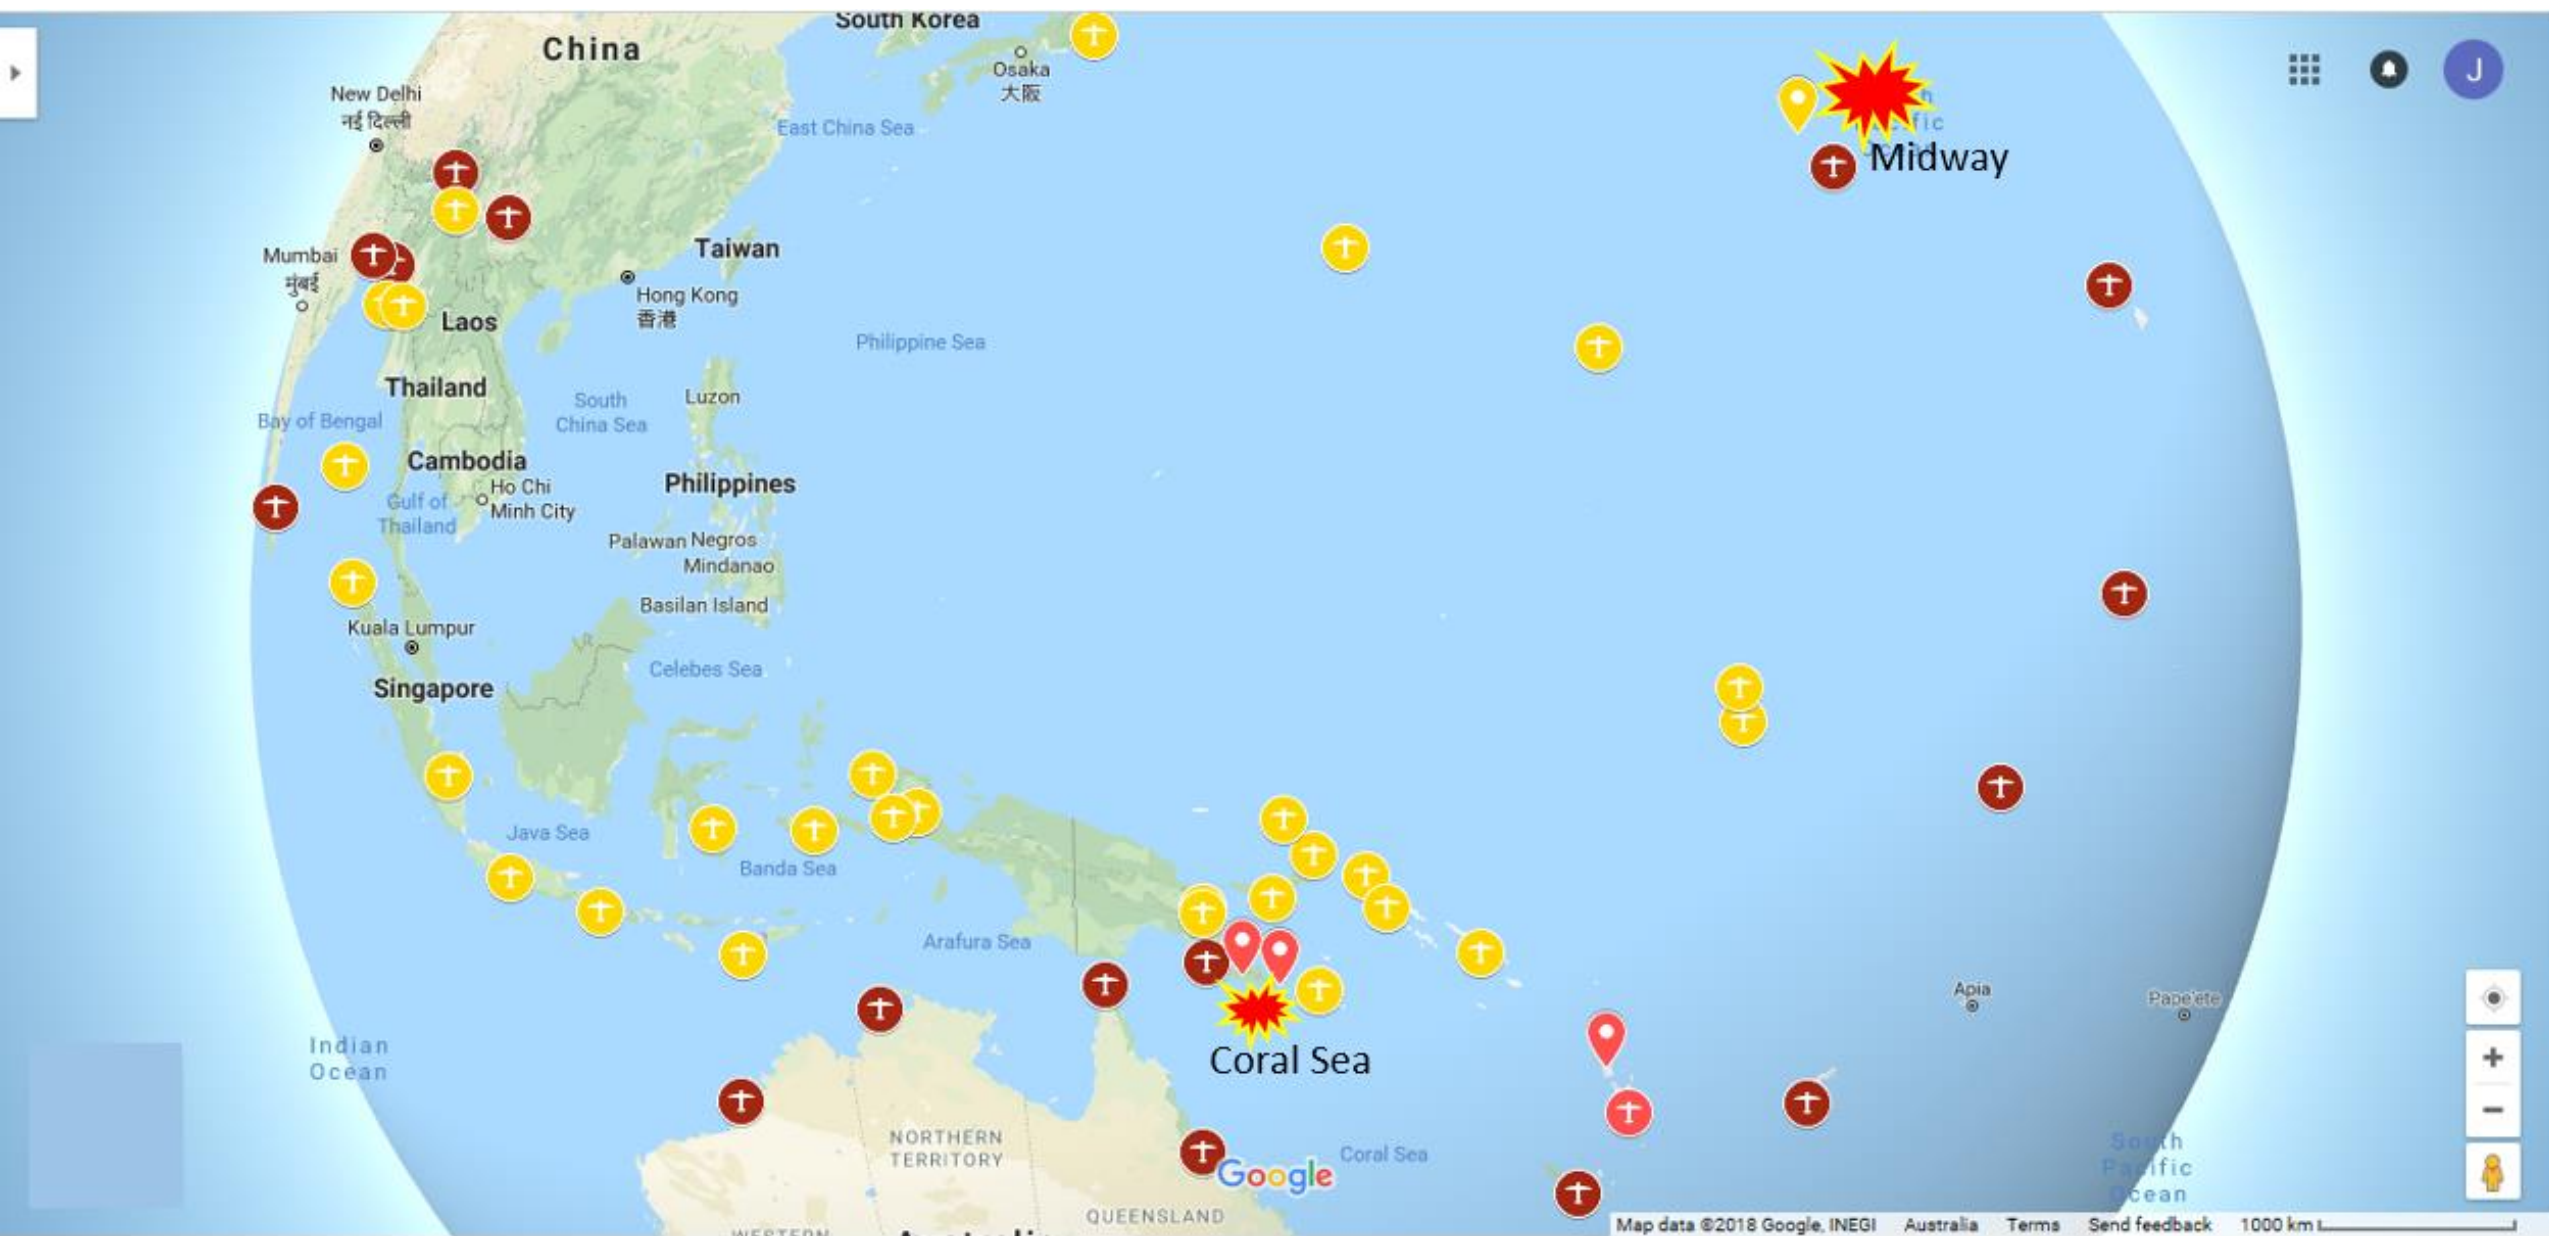 South Korea
China
Osaka
大阪
New Delhi
नई दिल्ली
East China Sea
Midway
Taiwan
Mumbai
मुंबई
Hong Kong
香港
Laos
Philippine Sea
Thailand
South
China Sea
Luzon
Bay of Bengal
Cambodia
Philippines
Ho Chi
Minh City
Gulf of
Thailand
Palawan Negros
Mindanao
Basilan Island
Kuala Lumpur
Celebes Sea
Singapore
Java Sea
Banda Sea
Arafura Sea
Apia
Pape'ete
Indian
Ocean
Coral Sea
NORTHERN
TERRITORY
Coral Sea
Google
South
Pacific
Ocean
QUEENSLAND
Map data ©2018 Google, INEGI Australia Terms Send feedback 1000 km
J